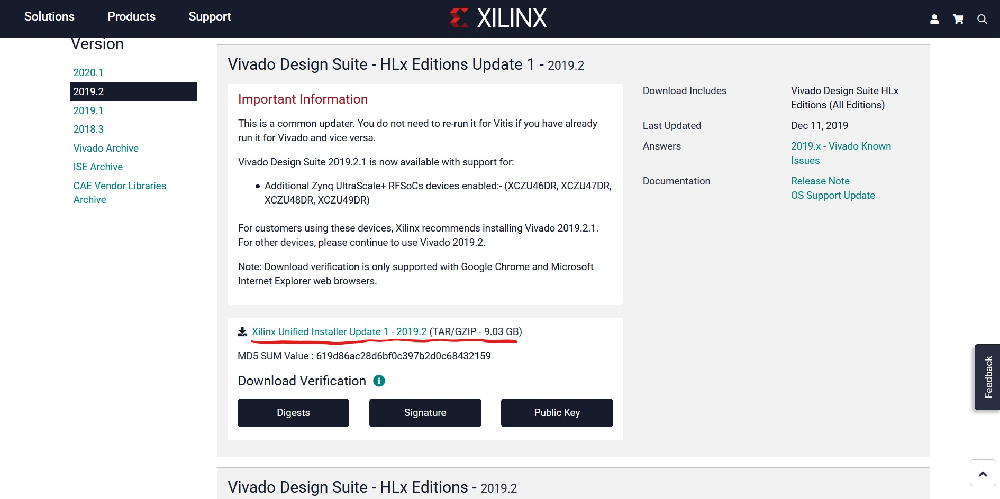 Solutions
Products
Support
XILINX
Version
2020.1
2019.2
2019.1
2018.3
Vivado Archive
ISE Archive
CAE Vendor Libraries
Archive
Vivado Design Suite - HLx Editions Update 1 - 2019.2
Important Information
This is a common updater. You do not need to re-run it for Vitis if you have already
run it for Vivado and vice versa.
Vivado Design Suite 2019.2.1 is now available with support for:
• Additional Zynq UltraScale+ RFSoCs devices enabled:- (XCZU46DR, XCZU47DR,
XCZU48DR, XCZU49DR)
For customers using these devices, Xilinx recommends installing Vivado 2019.2.1.
For other devices, please continue to use Vivado 2019.2.
Note: Download verification is only supported with Google Chrome and Microsoft
Internet Explorer web browsers.
Xilinx Unified Installer Update 1 - 2019.2 (TAR/GZIP - 9.03 GB)
MD5 SUM Value : 619d86ac28d6bf0c397b2d0c68432159
Download Verification
Digests
Signature
Public Key
Download Includes
Vivado Design Suite HLx
Editions (All Editions)
Last Updated
Dec 11, 2019
Answers
2019.x - Vivado Known
Issues
Documentation
Release Note
OS Support Update
Feedback
Vivado Design Suite - HLx Editions - 2019.2